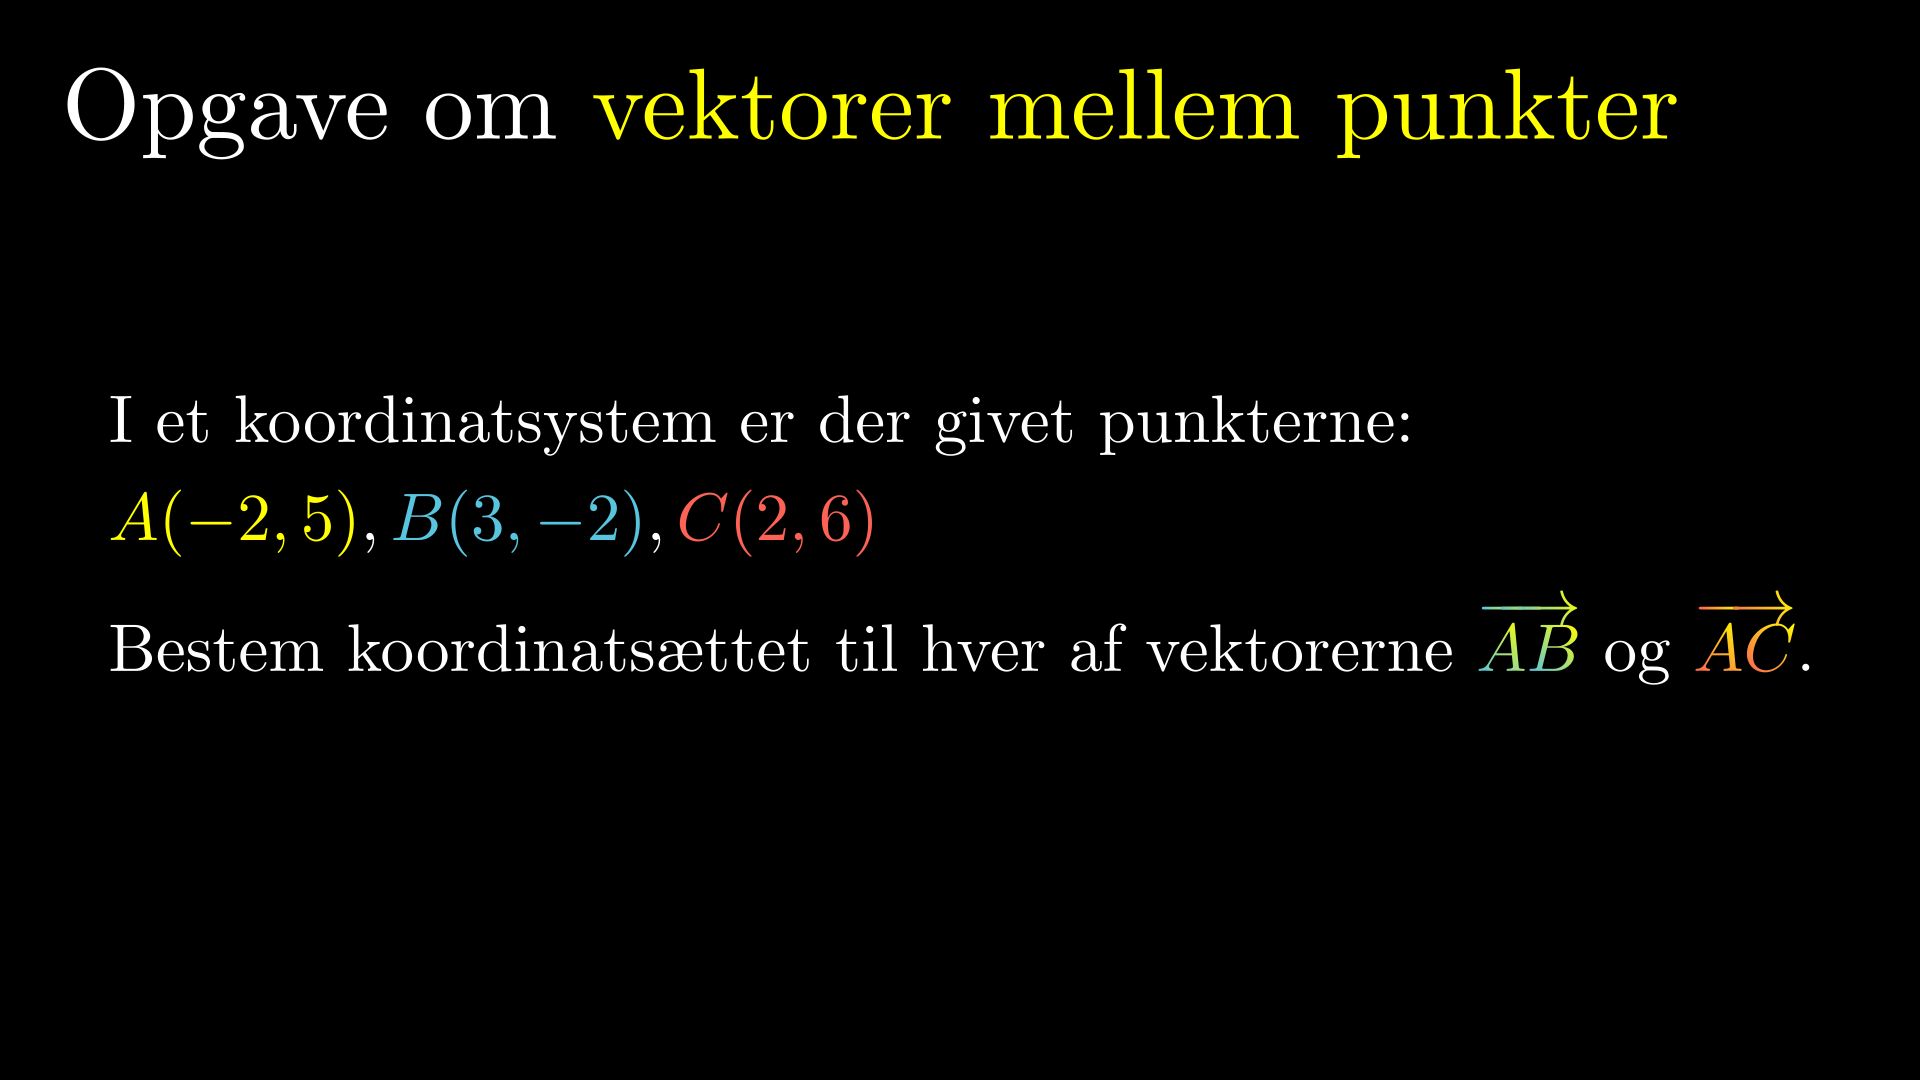 Opgave om vektorer mellem punkter
I et koordinatsystem er der givet punkterne:
A(−2, 5), B(3, −2), C(2, 6)
Bestem koordinatsættet til hver af vektorerne \overrightarrow{AB} og \overrightarrow{AC}.